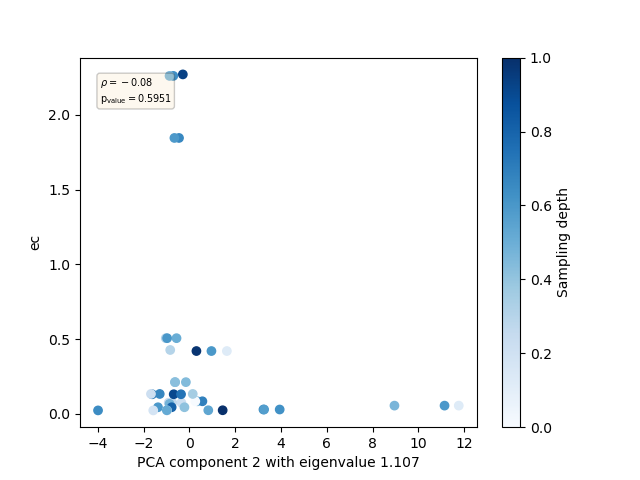 ρ = −0.08
pvalue = 0.5951
2.0
1.5
1.0
0.5
0.0
ec
−4 −2 0 2 4 6 8 10 12
PCA component 2 with eigenvalue 1.107
1.0
0.8
0.6
0.4
0.2
0.0
Sampling depth